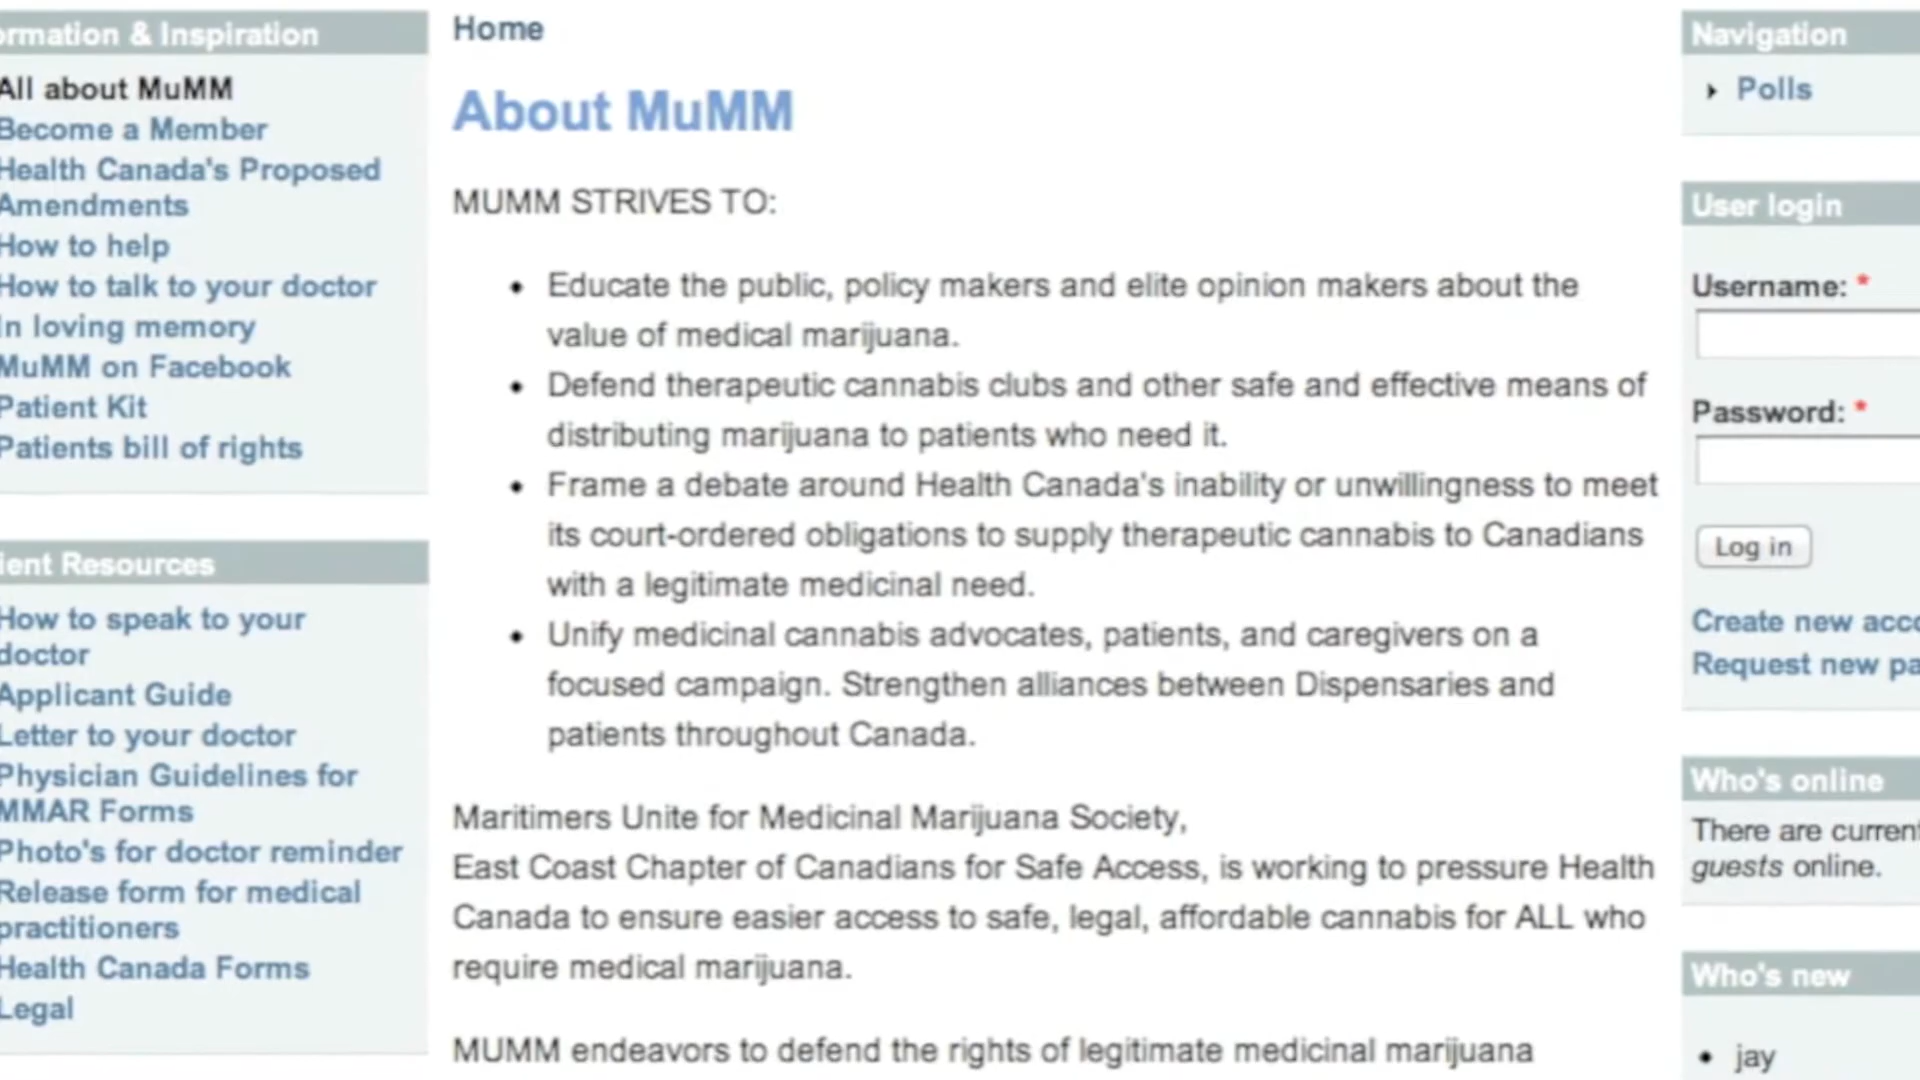 ormation & Inspiration
All about MuMM
Become a Member
Health Canada's Proposed
Amendments
How to help
How to talk to your doctor
In loving memory
MuMM on Facebook
Patient Kit
Patients bill of rights
ient Resources
How to speak to your
doctor
Applicant Guide
Letter to your doctor
Physician Guidelines for
MMAR Forms
Photo's for doctor reminder
Release form for medical
practitioners
Health Canada Forms
Legal
Home
About MuMM
MUMM STRIVES TO:
• Educate the public, policy makers and elite opinion makers about the
value of medical marijuana.
• Defend therapeutic cannabis clubs and other safe and effective means of
distributing marijuana to patients who need it.
• Frame a debate around Health Canada's inability or unwillingness to meet
its court-ordered obligations to supply therapeutic cannabis to Canadians
with a legitimate medicinal need.
• Unify medicinal cannabis advocates, patients, and caregivers on a
focused campaign. Strengthen alliances between Dispensaries and
patients throughout Canada.
Maritimers Unite for Medicinal Marijuana Society,
East Coast Chapter of Canadians for Safe Access, is working to pressure Health
Canada to ensure easier access to safe, legal, affordable cannabis for ALL who
require medical marijuana.
MUMM endeavors to defend the rights of legitimate medicinal marijuana
Navigation
Polls
User login
Username: *
Password: *
Log in
Create new acco
Request new pa
Who's online
There are current
guests online.
Who's new
• jay